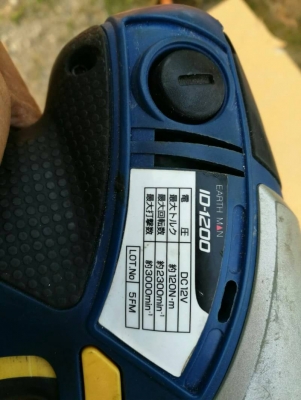 EARTH MAN
ID-1200
電圧 DC12V
最大トルク 約120N・m
最大回転数 約2300min⁻¹
最大打撃数 約3000min⁻¹
LOT.No 5FM